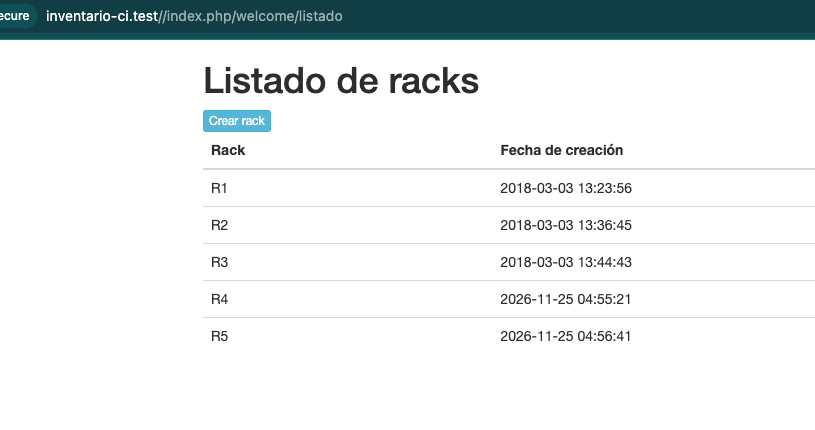 ecure inventario-ci.test//index.php/welcome/listado
Listado de racks
Crear rack
Rack Fecha de creación
R1 2018-03-03 13:23:56
R2 2018-03-03 13:36:45
R3 2018-03-03 13:44:43
R4 2026-11-25 04:55:21
R5 2026-11-25 04:56:41